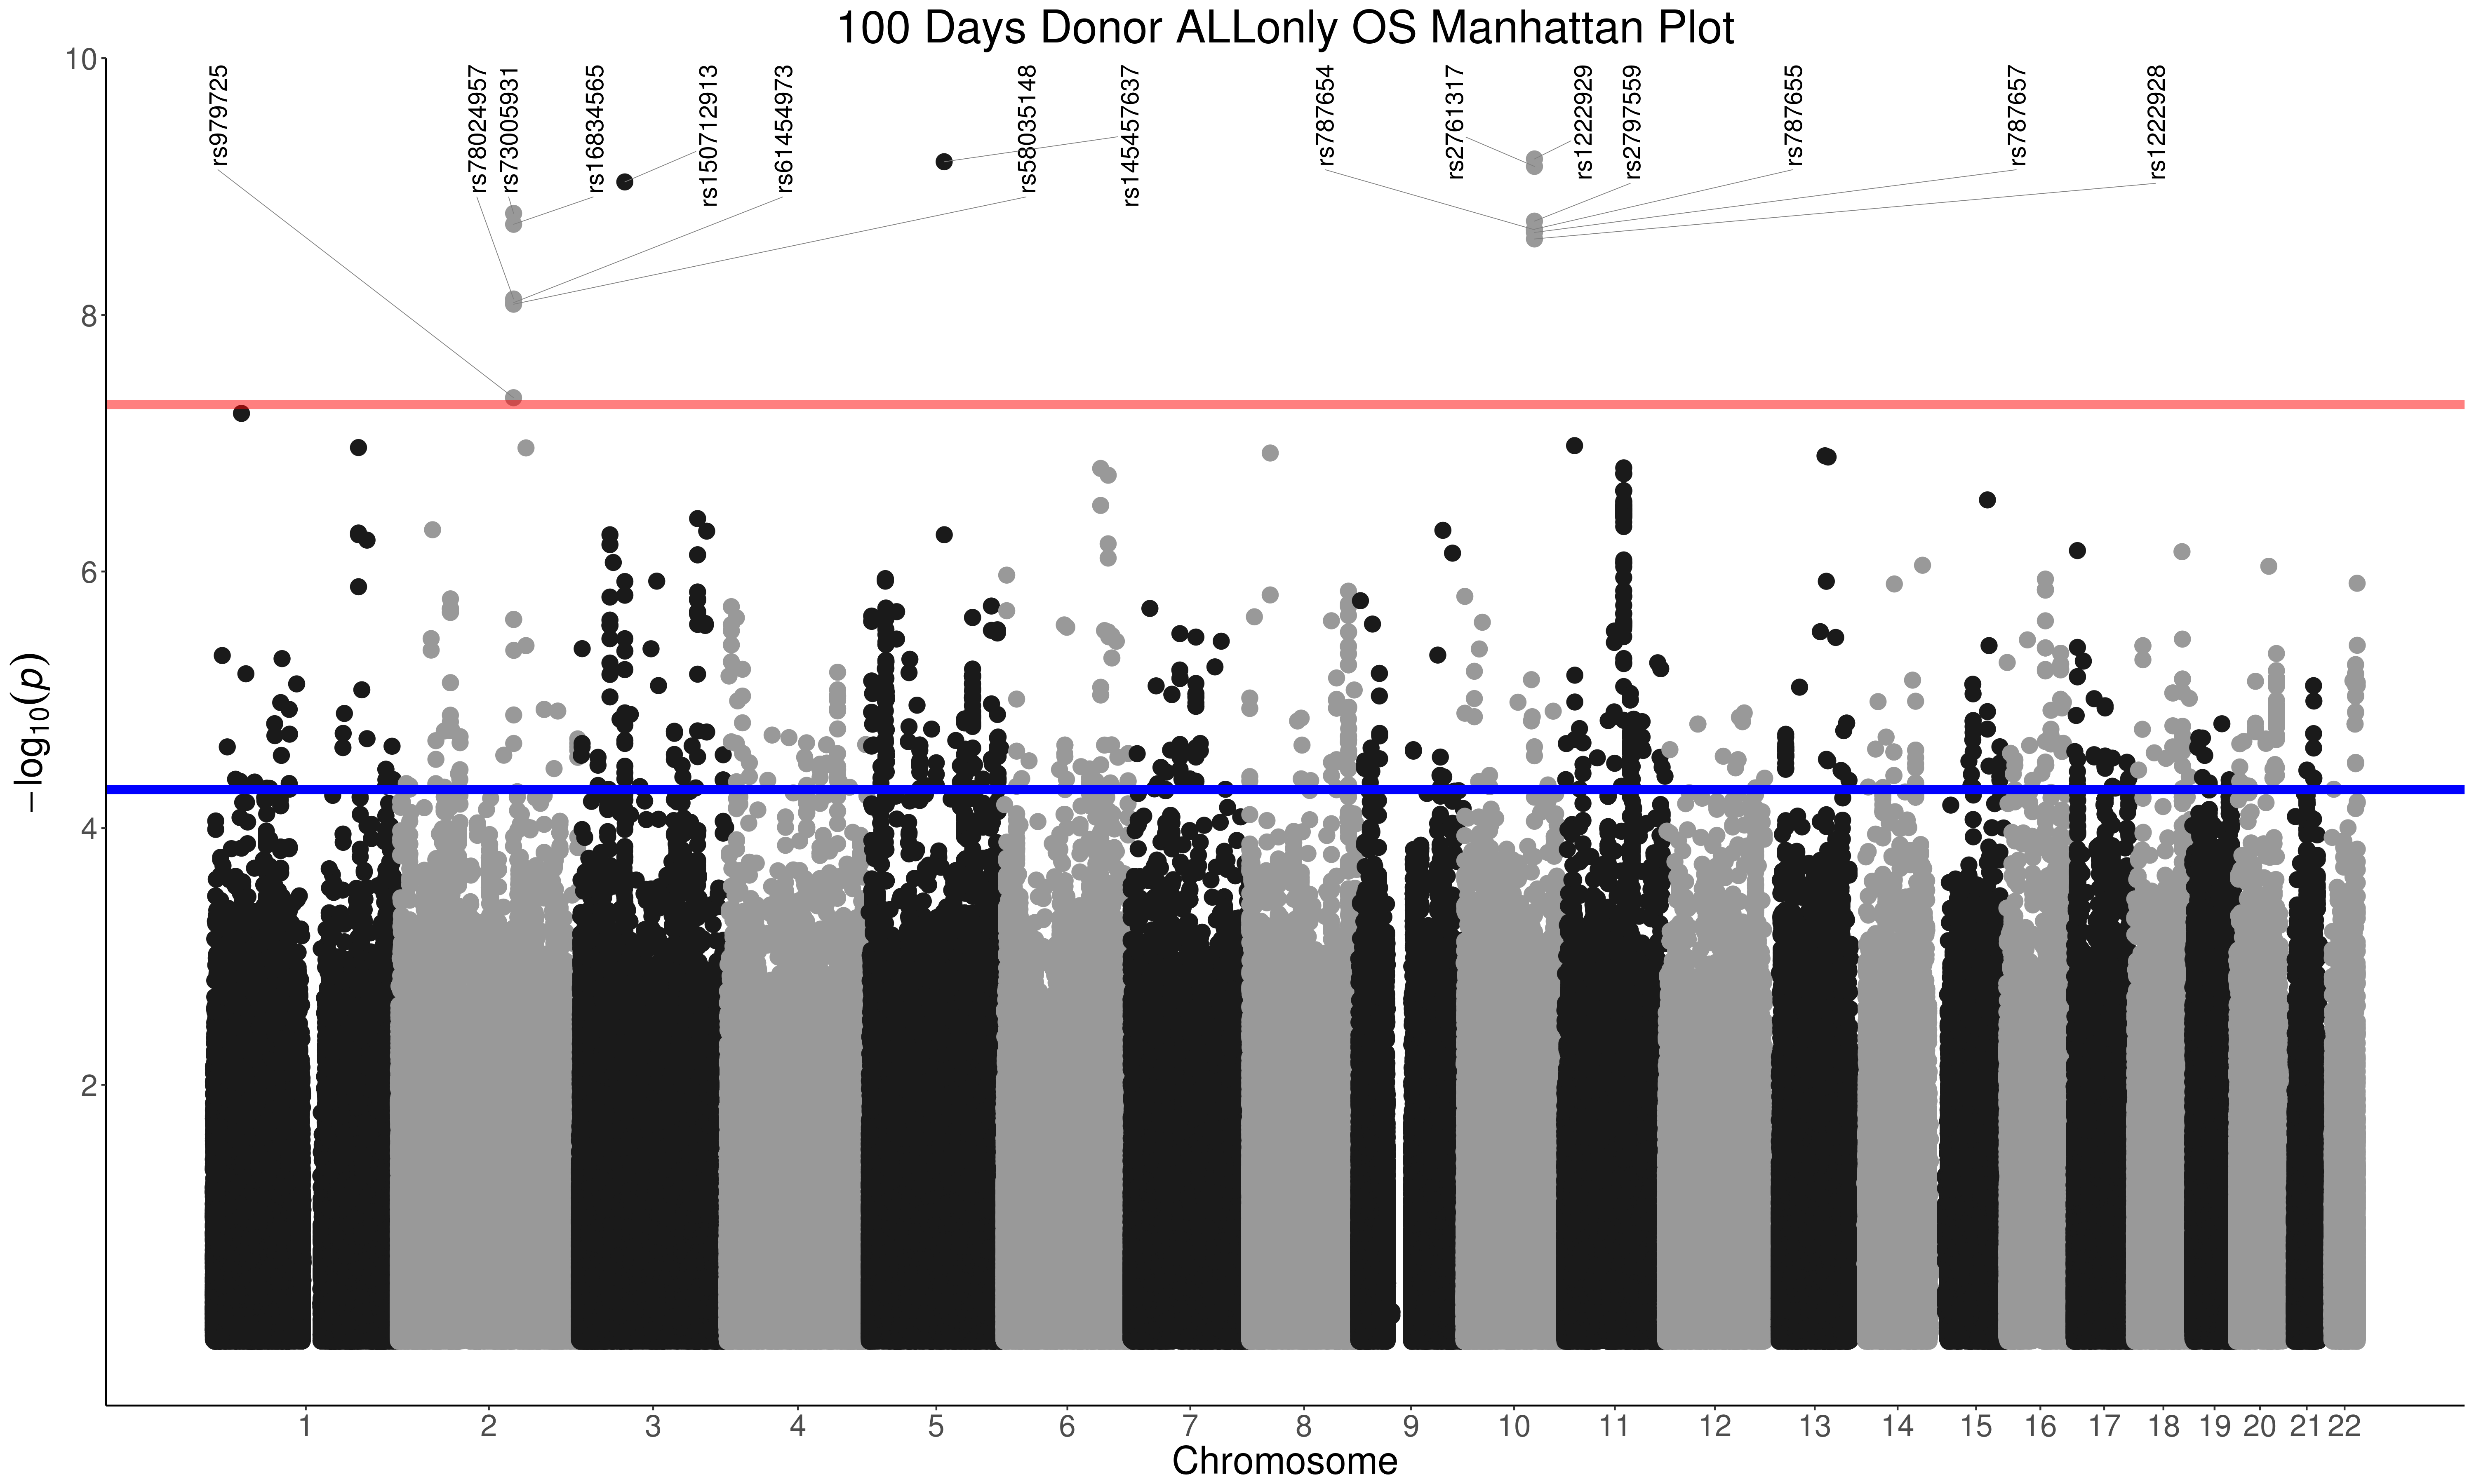 100 Days Donor ALLonly OS Manhattan Plot
rs979725
rs78024957
rs73005931
rs16834565
rs150712913
rs61454973
rs58035148
rs145457637
rs787654
rs2761317
rs1222929
rs2797559
rs787655
rs787657
rs1222928
10
8
6
4
2
−log10(p)
1 2 3 4 5 6 7 8 9 10 11 12 13 14 15 16 17 18 19 20 21 22
Chromosome